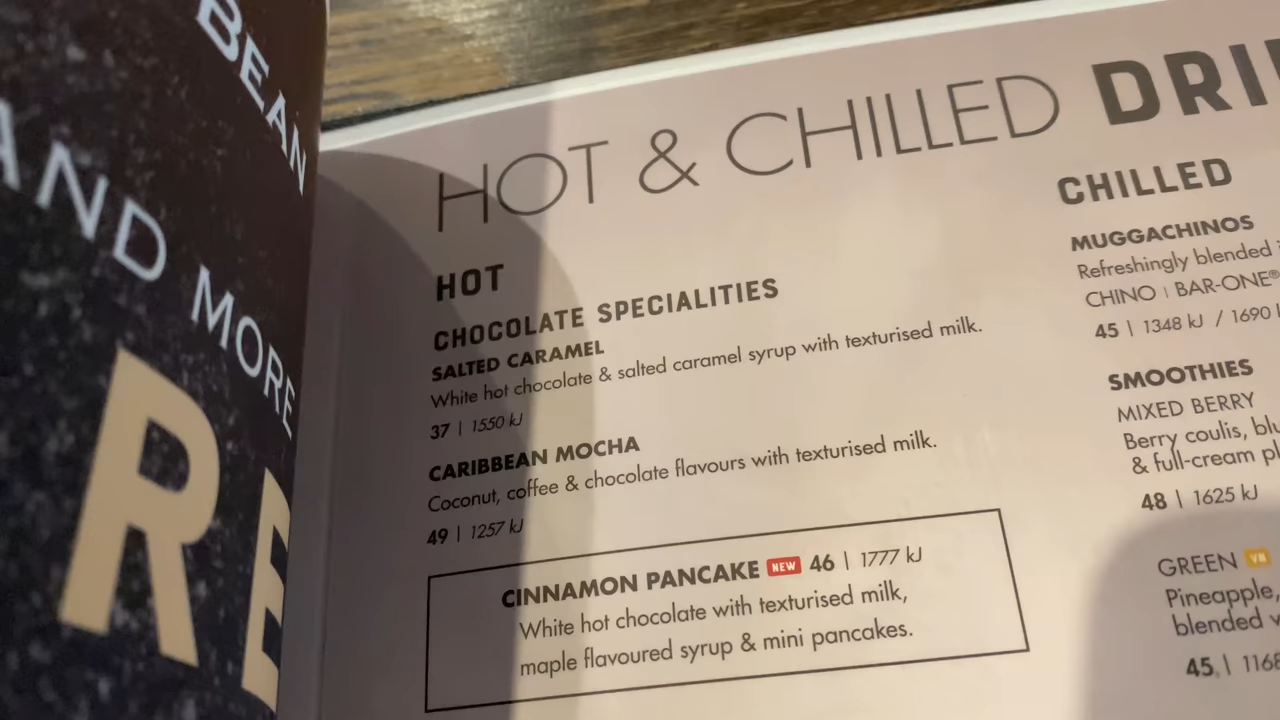 BEAN
AND MORE
R
HOT & CHILLED
HOT
CHOCOLATE SPECIALITIES
SALTED CARAMEL
White hot chocolate & salted caramel syrup with texturised milk.
37 | 1550 kJ
CARIBBEAN MOCHA
Coconut, coffee & chocolate flavours with texturised milk.
49 | 1257 kJ
CINNAMON PANCAKE NEW 46 | 1777 kJ
White hot chocolate with texturised milk,
maple flavoured syrup & mini pancakes.
CHILLED
MUGGACHINOS
Refreshingly blended
CHINO | BAR-ONE®
45 | 1348 kJ / 1690
SMOOTHIES
MIXED BERRY
Berry coulis,
& full-cream
48 | 1625 kJ
GREEN VN
Pineapple,
blended
45 | 1168